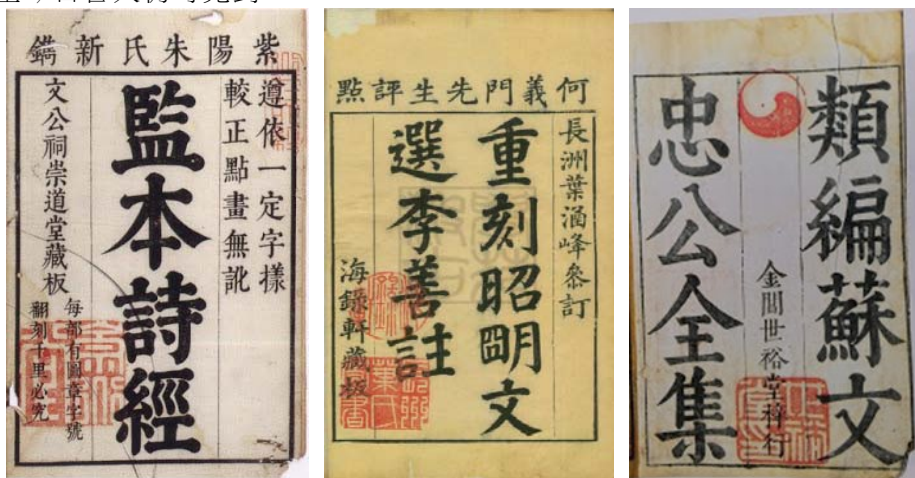 紫陽朱氏新鐫
遵依一定字樣
較正點畫無訛
監本詩經
文公祠崇道堂藏板
每部有圖章字號
翻刻千里必究
何義門先生評點
長洲葉涵峰叅訂
重刻昭朙文
選李善註
海錄軒藏板
類編蘇文
金閶世裕堂梓行
忠公全集